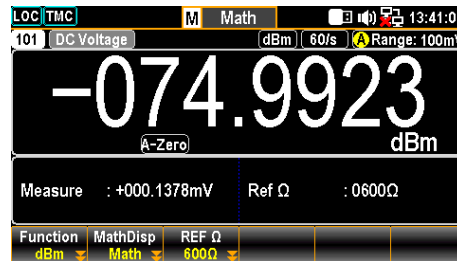 LOC TMC M Math 13:41:0
101 DC Voltage dBm 60/s A Range: 100m
-074.9923
A-Zero dBm
Measure : +000.1378mV Ref Ω : 0600Ω
Function MathDisp REF Ω
dBm Math 600Ω